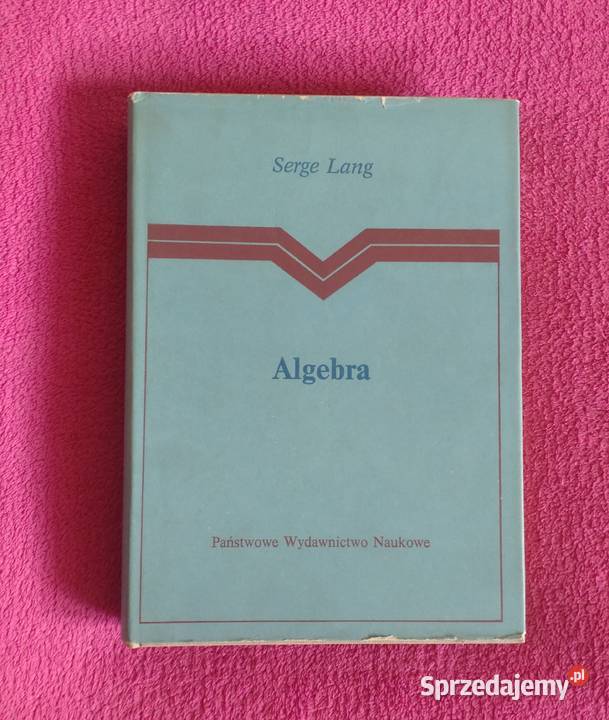 Serge Lang
Algebra
Państwowe Wydawnictwo Naukowe
Sprzedajemy.pl